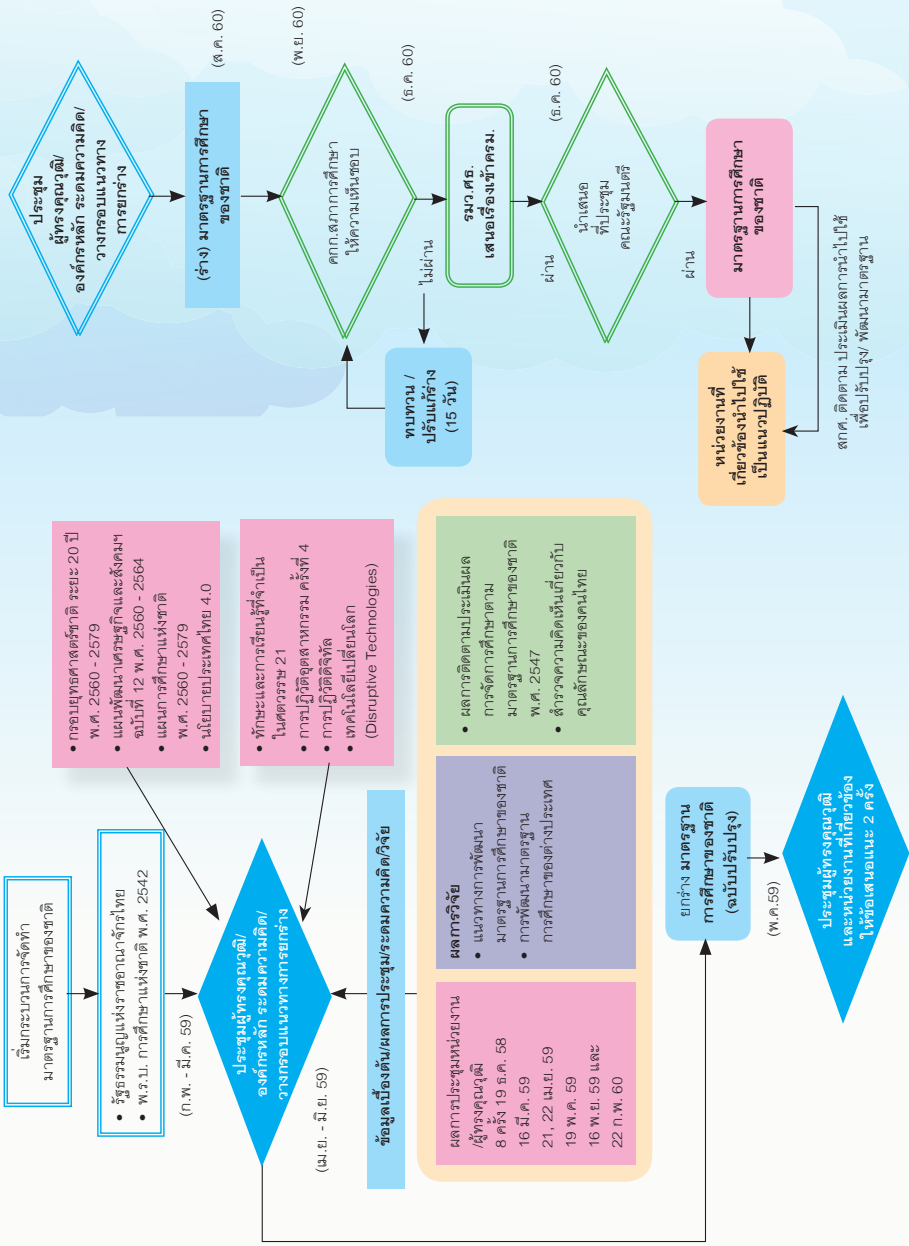 เริ่มกระบวนการจัดทำ
มาตรฐานการศึกษาของชาติ
• รัฐธรรมนูญแห่งราชอาณาจักรไทย
• พ.ร.บ. การศึกษาแห่งชาติ พ.ศ. 2542
(ก.พ. - มี.ค. 59)
ประชุมผู้ทรงคุณวุฒิ/
องค์กรหลัก ระดมความคิด/
วางกรอบแนวทางการยกร่าง
(เม.ย. - มิ.ย. 59)
• กรอบยุทธศาสตร์ชาติ ระยะ 20 ปี
พ.ศ. 2560 - 2579
• แผนพัฒนาเศรษฐกิจและสังคมฯ
ฉบับที่ 12 พ.ศ. 2560 - 2564
• แผนการศึกษาแห่งชาติ
พ.ศ. 2560 - 2579
• นโยบายประเทศไทย 4.0
• ทักษะและการเรียนรู้ที่จำเป็น
ในศตวรรษ 21
• การปฏิวัติอุตสาหกรรม ครั้งที่ 4
• การปฏิวัติดิจิทัล
• เทคโนโลยีเปลี่ยนโลก
(Disruptive Technologies)
ข้อมูลเบื้องต้น/ผลการประชุม/ระดมความคิด/วิจัย
ผลการประชุมหน่วยงาน
/ผู้ทรงคุณวุฒิ
8 ครั้ง 19 ธ.ค. 58
16 มี.ค. 59
21, 22 เม.ย. 59
19 พ.ค. 59
16 พ.ย. 59 และ
22 ก.พ. 60
ผลการวิจัย
• แนวทางการพัฒนา
มาตรฐานการศึกษาของชาติ
• การพัฒนามาตรฐาน
การศึกษาของต่างประเทศ
• ผลการติดตามประเมินผล
การจัดการศึกษาตาม
มาตรฐานการศึกษาของชาติ
พ.ศ. 2547
• สำรวจความคิดเห็นเกี่ยวกับ
คุณลักษณะของคนไทย
ยกร่าง มาตรฐาน
การศึกษาของชาติ
(ฉบับปรับปรุง)
(พ.ค.59)
ประชุมผู้ทรงคุณวุฒิ
และหน่วยงานที่เกี่ยวข้อง
ให้ข้อเสนอแนะ 2 ครั้ง
ประชุม
ผู้ทรงคุณวุฒิ/
องค์กรหลัก ระดมความคิด/
วางกรอบแนวทาง
การยกร่าง
(ร่าง) มาตรฐานการศึกษา
ของชาติ
(ส.ค. 60)
(พ.ย. 60)
คกก.สภาการศึกษา
ให้ความเห็นชอบ
ไม่ผ่าน
ทบทวน /
ปรับแก้ร่าง
(15 วัน)
(ธ.ค. 60)
รมว.ศธ.
เสนอเรื่องเข้าครม.
ผ่าน
(ธ.ค. 60)
นำเสนอ
ที่ประชุม
คณะรัฐมนตรี
ผ่าน
มาตรฐานการศึกษา
ของชาติ
หน่วยงานที่
เกี่ยวข้องนำไปใช้
เป็นแนวปฏิบัติ
สกศ. ติดตาม ประเมินผลการนำไปใช้
เพื่อปรับปรุง/ พัฒนามาตรฐาน